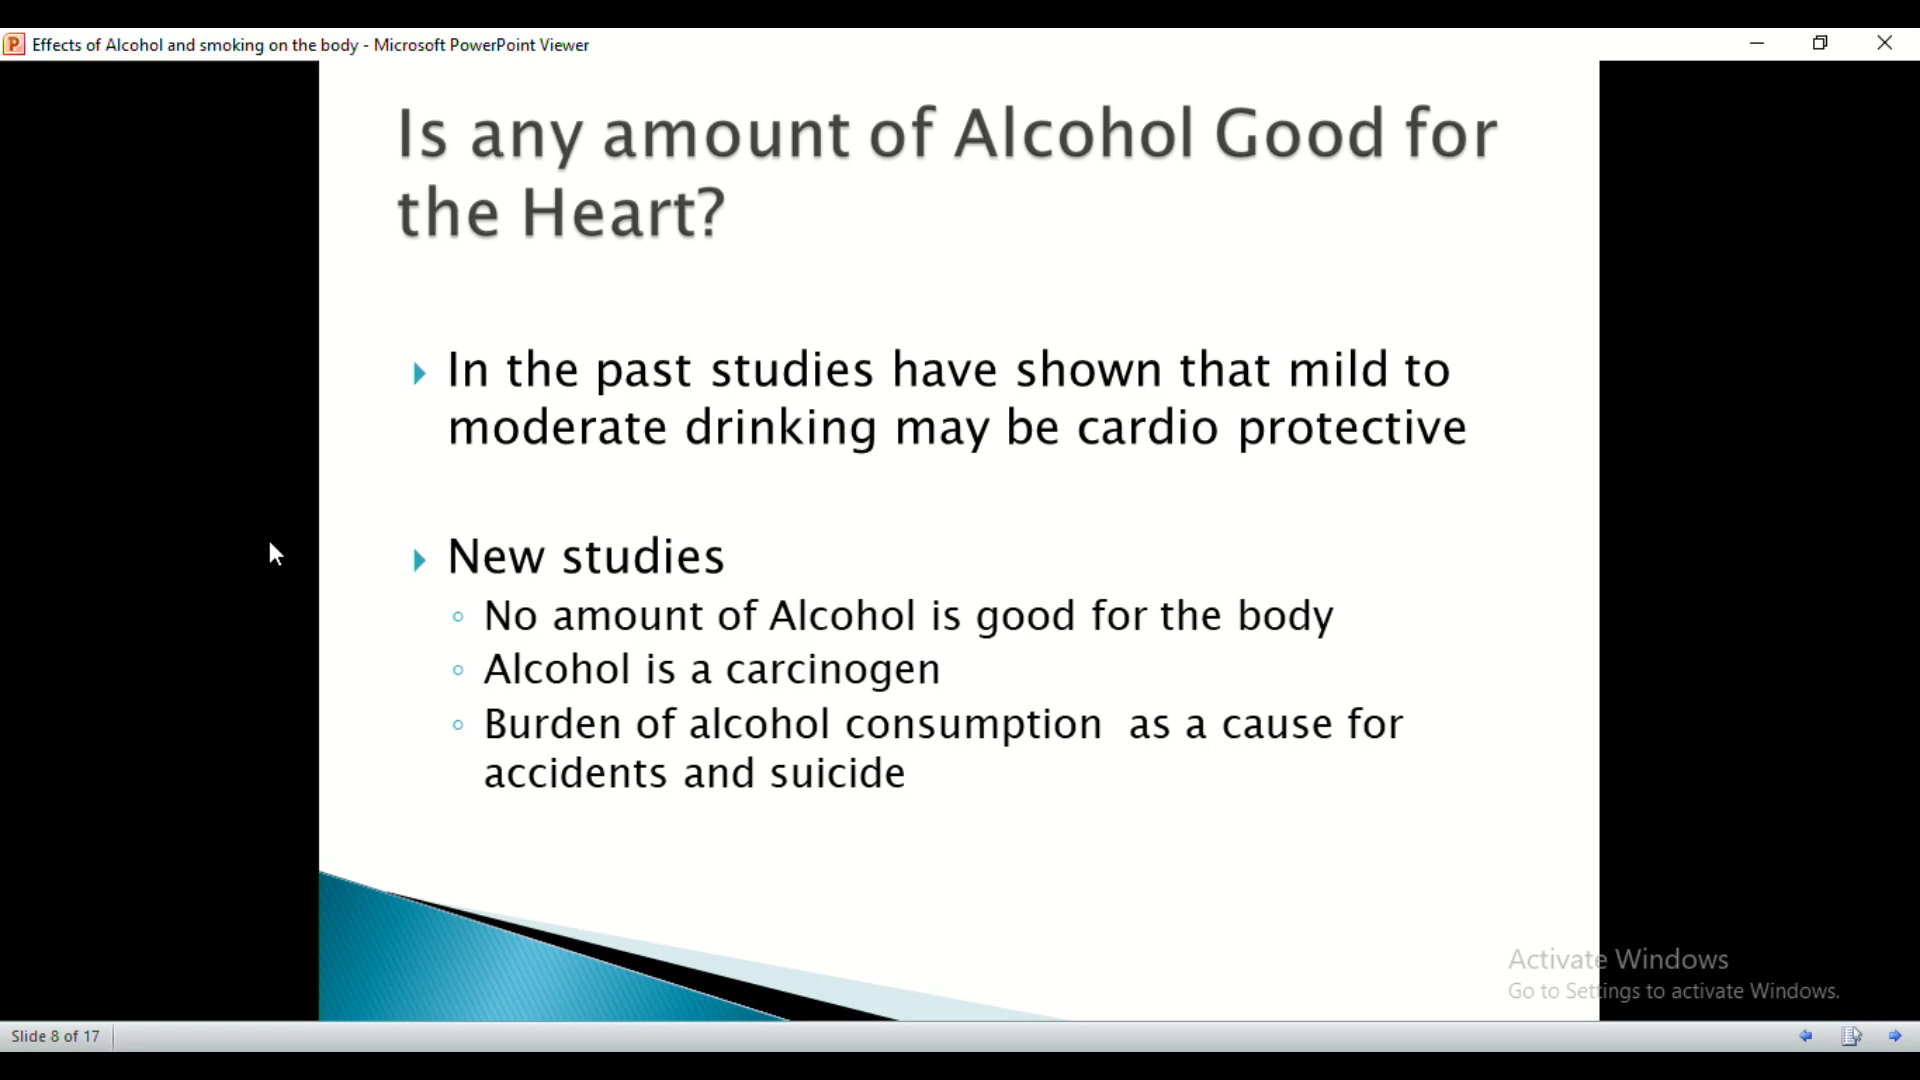 Effects of Alcohol and smoking on the body - Microsoft PowerPoint Viewer
Is any amount of Alcohol Good for
the Heart?
In the past studies have shown that mild to
moderate drinking may be cardio protective
New studies
No amount of Alcohol is good for the body
Alcohol is a carcinogen
Burden of alcohol consumption  as a cause for
accidents and suicide
Activate Windows
Go to Settings to activate Windows.
Slide 8 of 17